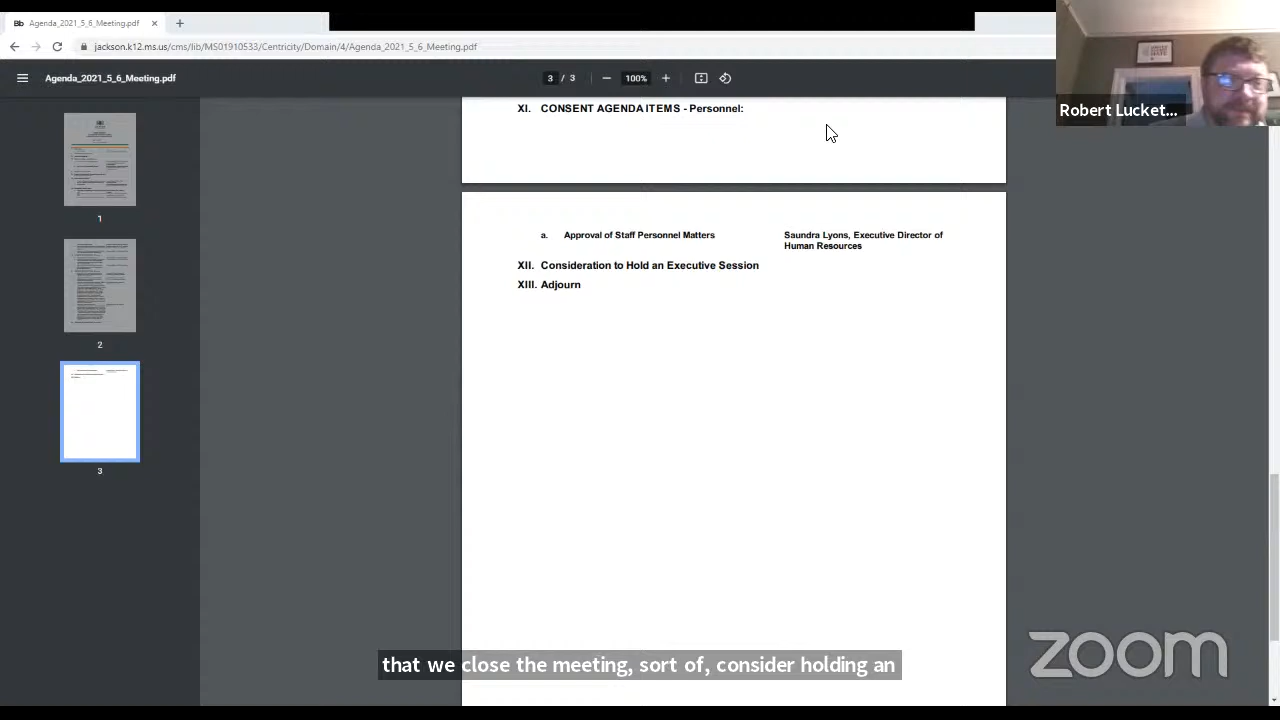 Bb Agenda_2021_5_6_Meeting.pdf
jackson.k12.ms.us/cms/lib/MS01910533/Centricity/Domain/4/Agenda_2021_5_6_Meeting.pdf
Agenda_2021_5_6_Meeting.pdf
3 / 3
100%
Robert Lucket...
XI. CONSENT AGENDA ITEMS - Personnel:
1
a. Approval of Staff Personnel Matters
Saundra Lyons, Executive Director of
Human Resources
XII. Consideration to Hold an Executive Session
XIII. Adjourn
2
3
that we close the meeting, sort of, consider holding an
zoom